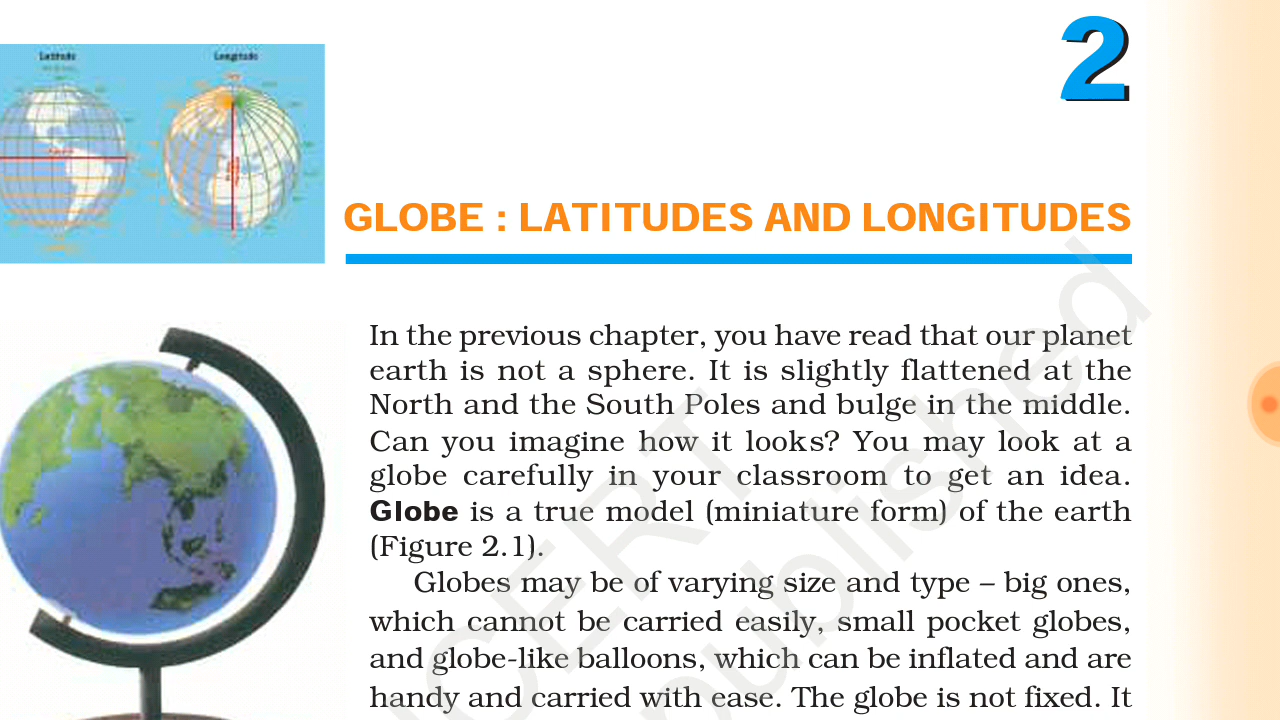 Latitude
Longitude
2
GLOBE : LATITUDES AND LONGITUDES
In the previous chapter, you have read that our planet
earth is not a sphere. It is slightly flattened at the
North and the South Poles and bulge in the middle.
Can you imagine how it looks? You may look at a
globe carefully in your classroom to get an idea.
Globe is a true model (miniature form) of the earth
(Figure 2.1).
Globes may be of varying size and type – big ones,
which cannot be carried easily, small pocket globes,
and globe-like balloons, which can be inflated and are
handy and carried with ease. The globe is not fixed. It